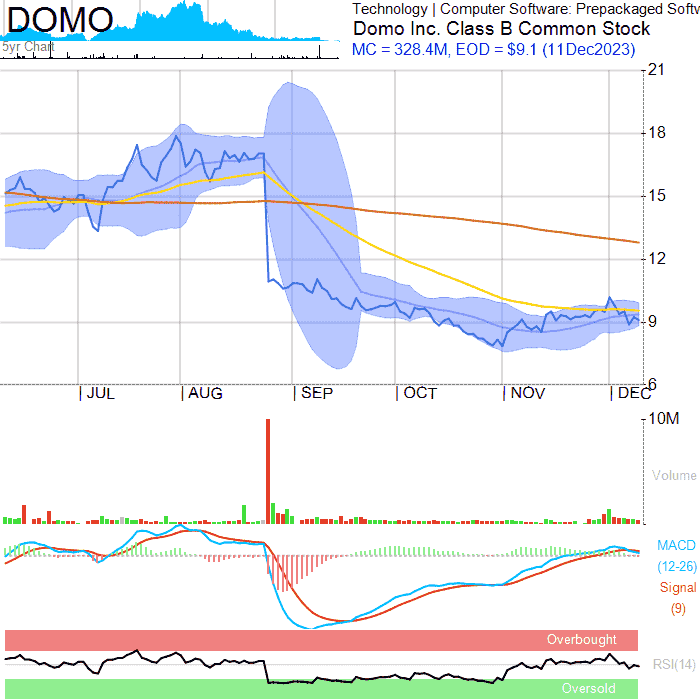 DOMO
Technology | Computer Software: Prepackaged Softw
Domo Inc. Class B Common Stock
5yr Chart
MC = 328.4M, EOD = $9.1 (11Dec2023)
21
18
15
12
9
6
| JUL | AUG | SEP | OCT | NOV | DEC
10M
Volume
MACD
(12-26)
Signal
(9)
Overbought
RSI(14)
Oversold